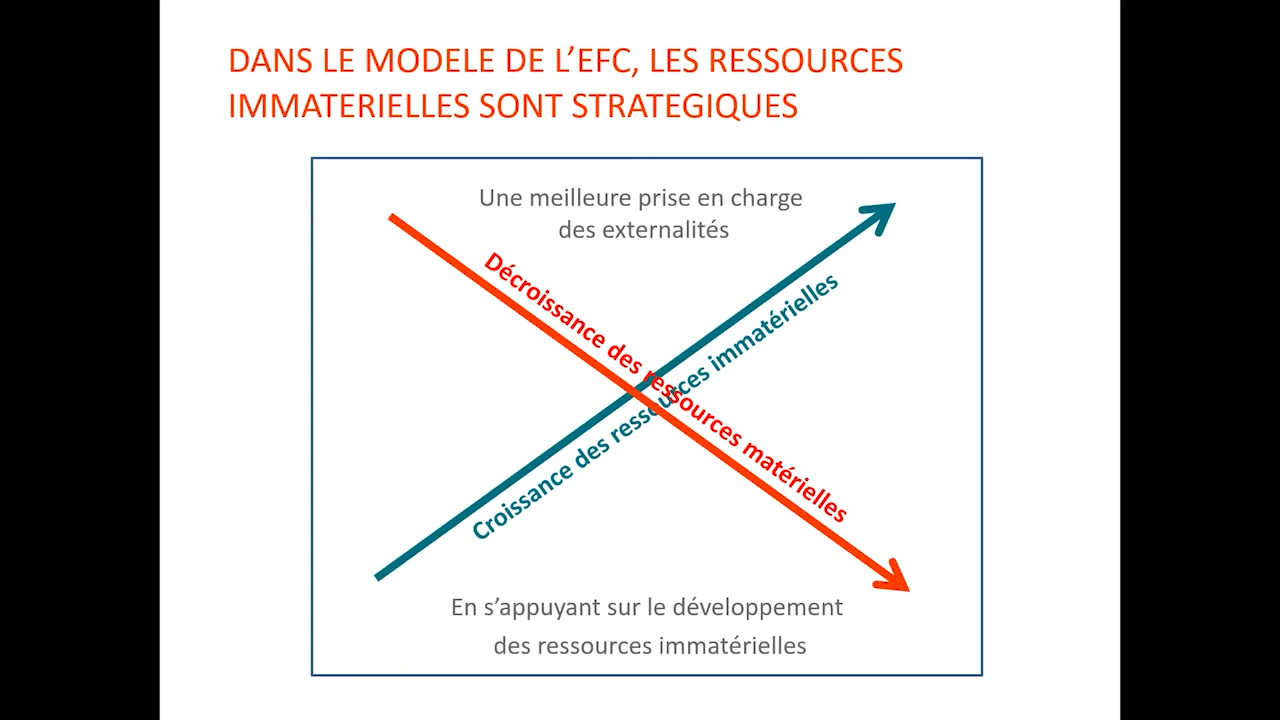 DANS LE MODELE DE L’EFC, LES RESSOURCES
IMMATERIELLES SONT STRATEGIQUES
Une meilleure prise en charge
des externalités
Décroissance des ressources matérielles
Croissance des ressources immatérielles
En s’appuyant sur le développement
des ressources immatérielles